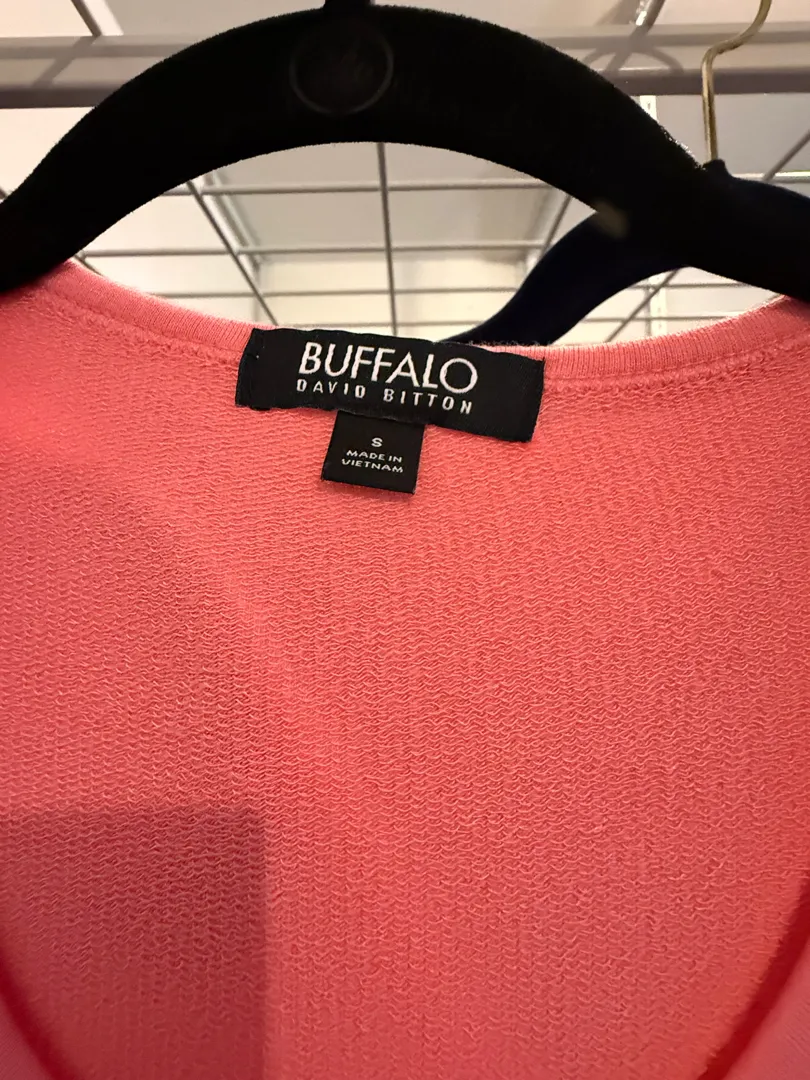 BUFFALO
DAVID BITTON
S
MADE IN
VIETNAM